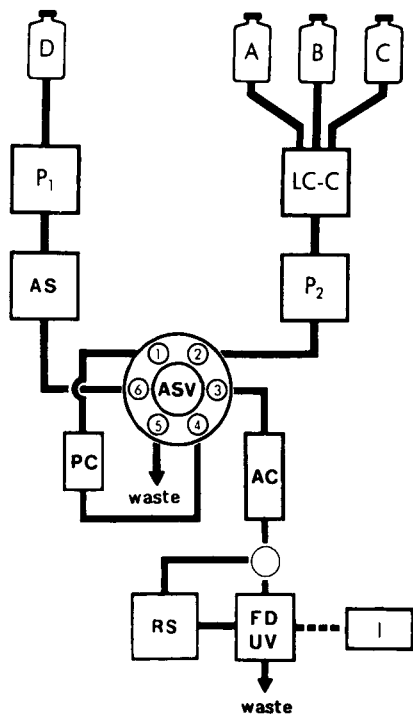 D
A B C
P1
LC-C
AS
P2
1 2
6 ASV 3
5 4
PC
waste
AC
RS
FD
UV
I
waste